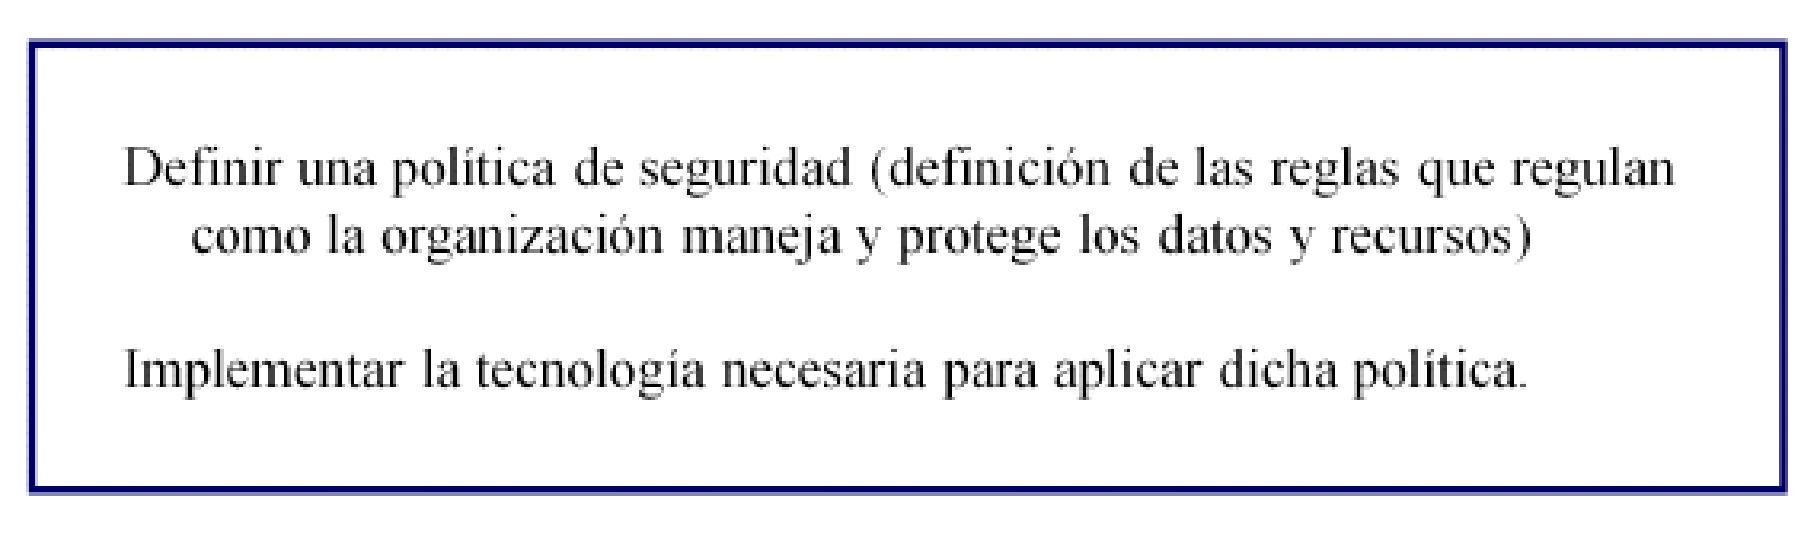 Definir una política de seguridad (definición de las reglas que regulan
como la organización maneja y protege los datos y recursos)
Implementar la tecnología necesaria para aplicar dicha política.